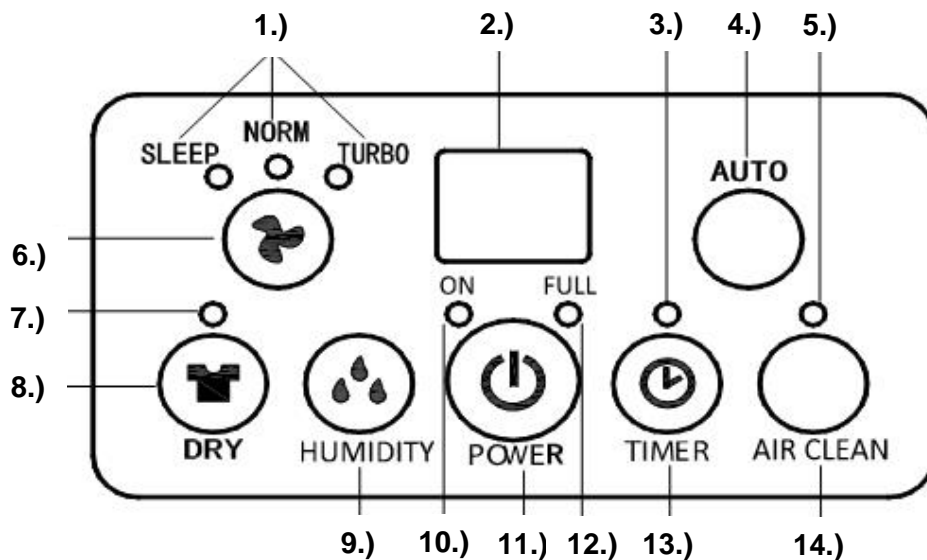 1.) 2.) 3.) 4.) 5.)
NORM
SLEEP TURBO AUTO
6.)
ON FULL
7.)
8.)
DRY HUMIDITY POWER TIMER AIR CLEAN
9.) 10.) 11.) 12.) 13.) 14.)